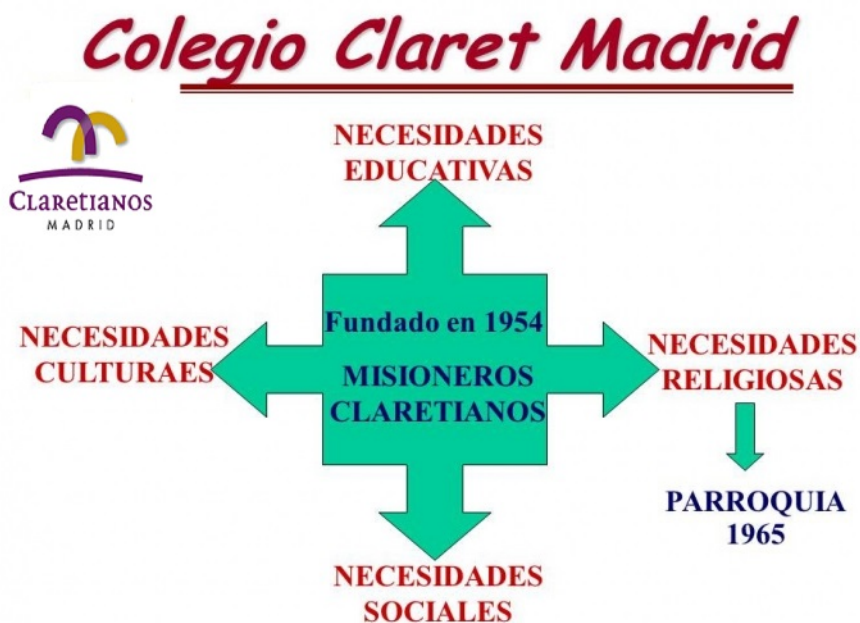 Colegio Claret Madrid
CLARETIANOS
MADRID
NECESIDADES
EDUCATIVAS
Fundado en 1954
MISIONEROS
CLARETIANOS
NECESIDADES
CULTURAES
NECESIDADES
RELIGIOSAS
PARROQUIA
1965
NECESIDADES
SOCIALES